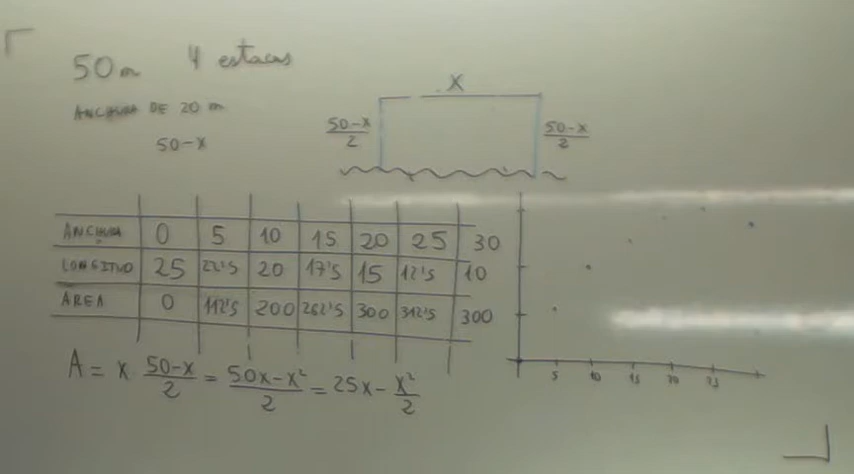 50m 4 estacas
ANCHURA DE 20 m
50-x
x
50-x/2
50-x/2
ANCHURA 0 5 10 15 20 25 30
LONGITUD 25 22'5 20 17'5 15 12'5 10
AREA 0 112'5 200 262'5 300 312'5 300
A = x · 50-x/2 = 50x-x²/2 = 25x - x²/2
5 10 15 20 25